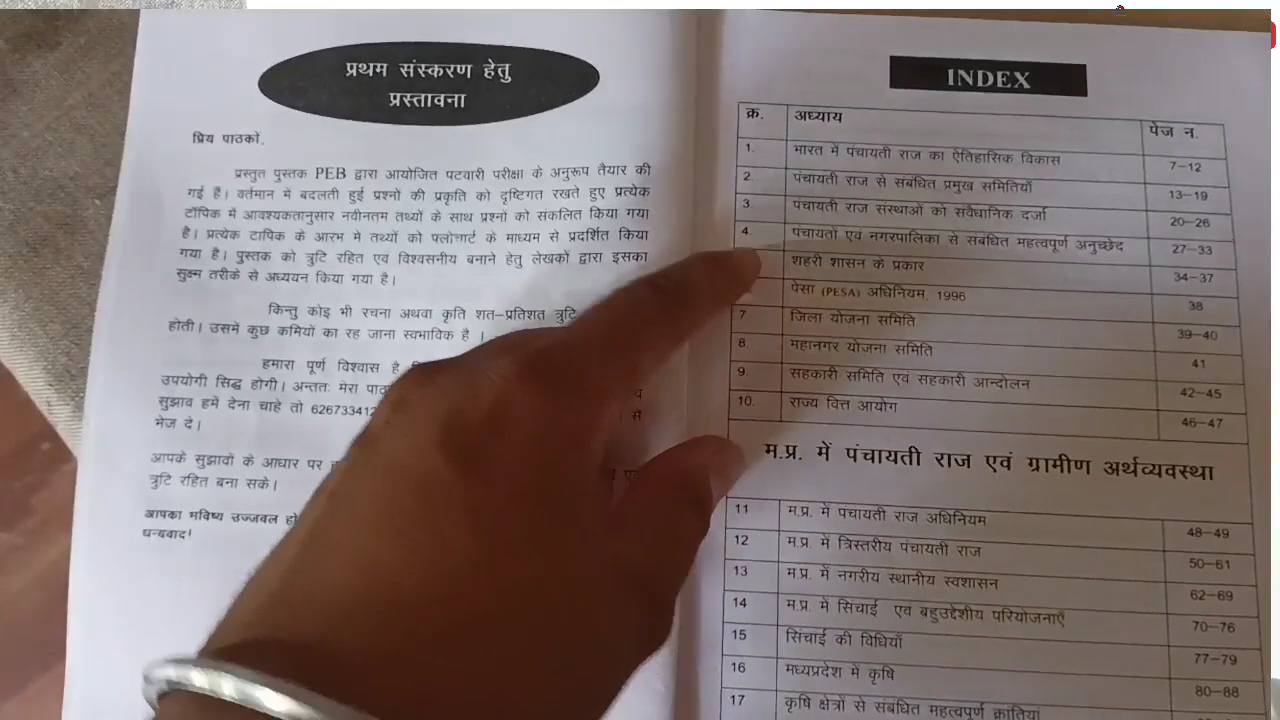 प्रथम संस्करण हेतु
प्रस्तावना
प्रिय पाठकों,
प्रस्तुत पुस्तक PEB द्वारा आयोजित पटवारी परीक्षा के अनुरूप तैयार की
गई है। वर्तमान में बदलती हुई प्रश्नों की प्रकृति को दृष्टिगत रखते हुए प्रत्येक
टॉपिक में आवश्यकतानुसार नवीनतम तथ्यों के साथ प्रश्नों को संकलित किया गया
है। प्रत्येक टापिक के आरंभ मे तथ्यों को फ्लोचार्ट के माध्यम से प्रदर्शित किया
गया है। पुस्तक को त्रुटि रहित एवं विश्वसनीय बनाने हेतु लेखकों द्वारा इसका
सुक्ष्म तरीके से अध्ययन किया गया है।
किन्तु कोई भी रचना अथवा कृति शत-प्रतिशत त्रुटि
होती। उसमें कुछ कमियों का रह जाना स्वभाविक है ।
हमारा पूर्ण विश्वास है
उपयोगी सिद्ध होगी। अन्ततः मेरा
सुझाव हमें देना चाहे तो 626733412 । से
भेज दे।
आपके सुझावों के आधार पर
त्रुटि रहित बना सके।
आपका भविष्य उज्जवल हो
धन्यवाद!
INDEX
क्र. अध्याय पेज न.
1. भारत में पंचायती राज का ऐतिहासिक विकास 7-12
2. पंचायती राज से संबंधित प्रमुख समितियाँ 13-19
3. पंचायती राज संस्थाओं को संवैधानिक दर्जा 20-26
4. पंचायतों एवं नगरपालिका से संबंधित महत्वपूर्ण अनुच्छेद 27-33
शहरी शासन के प्रकार 34-37
पेसा (PESA) अधिनियम, 1996 38
7 जिला योजना समिति 39-40
8. महानगर योजना समिति 41
9 सहकारी समिति एवं सहकारी आन्दोलन 42-45
10. राज्य वित्त आयोग 46-47
म.प्र. में पंचायती राज एवं ग्रामीण अर्थव्यवस्था
11 म.प्र. में पंचायती राज अधिनियम 48-49
12 म.प्र. में त्रिस्तरीय पंचायती राज 50-61
13 म.प्र. में नगरीय स्थानीय स्वशासन 62-69
14 म.प्र. में सिंचाई एवं बहुउद्देशीय परियोजनाएँ 70-76
15 सिंचाई की विधियाँ 77-79
16 मध्यप्रदेश में कृषि 80-88
17 कृषि क्षेत्रों से संबंधित महत्वपूर्ण क्रांतियां